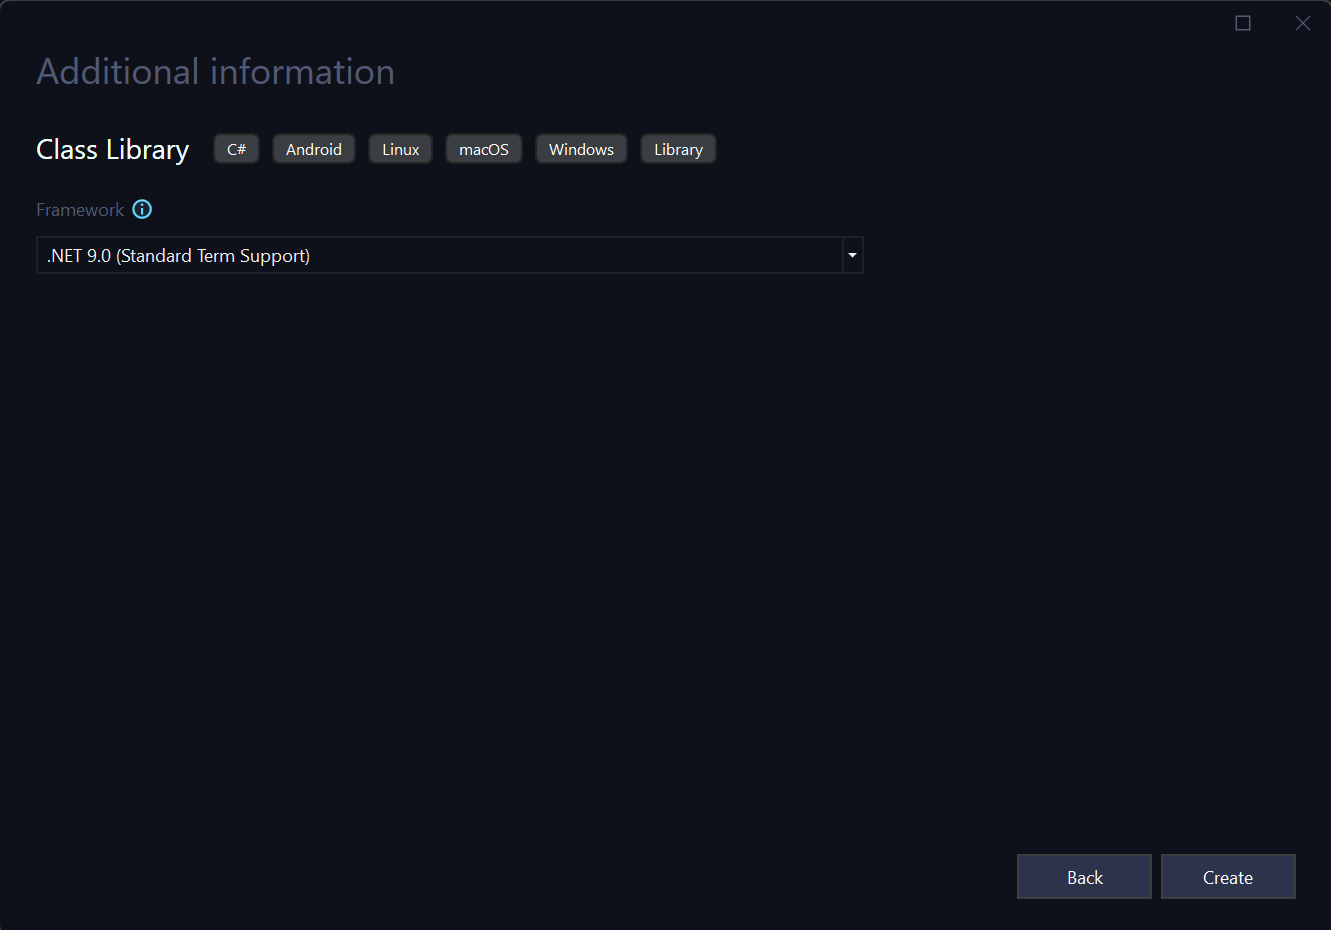 Additional information
Class Library C# Android Linux macOS Windows Library
Framework
.NET 9.0 (Standard Term Support)
Back Create